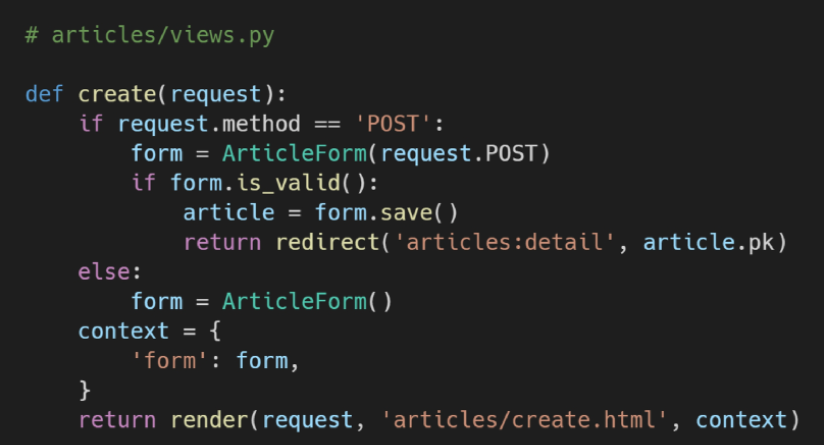 # articles/views.py
def create(request):
    if request.method == 'POST':
        form = ArticleForm(request.POST)
        if form.is_valid():
            article = form.save()
            return redirect('articles:detail', article.pk)
    else:
        form = ArticleForm()
    context = {
        'form': form,
    }
    return render(request, 'articles/create.html', context)